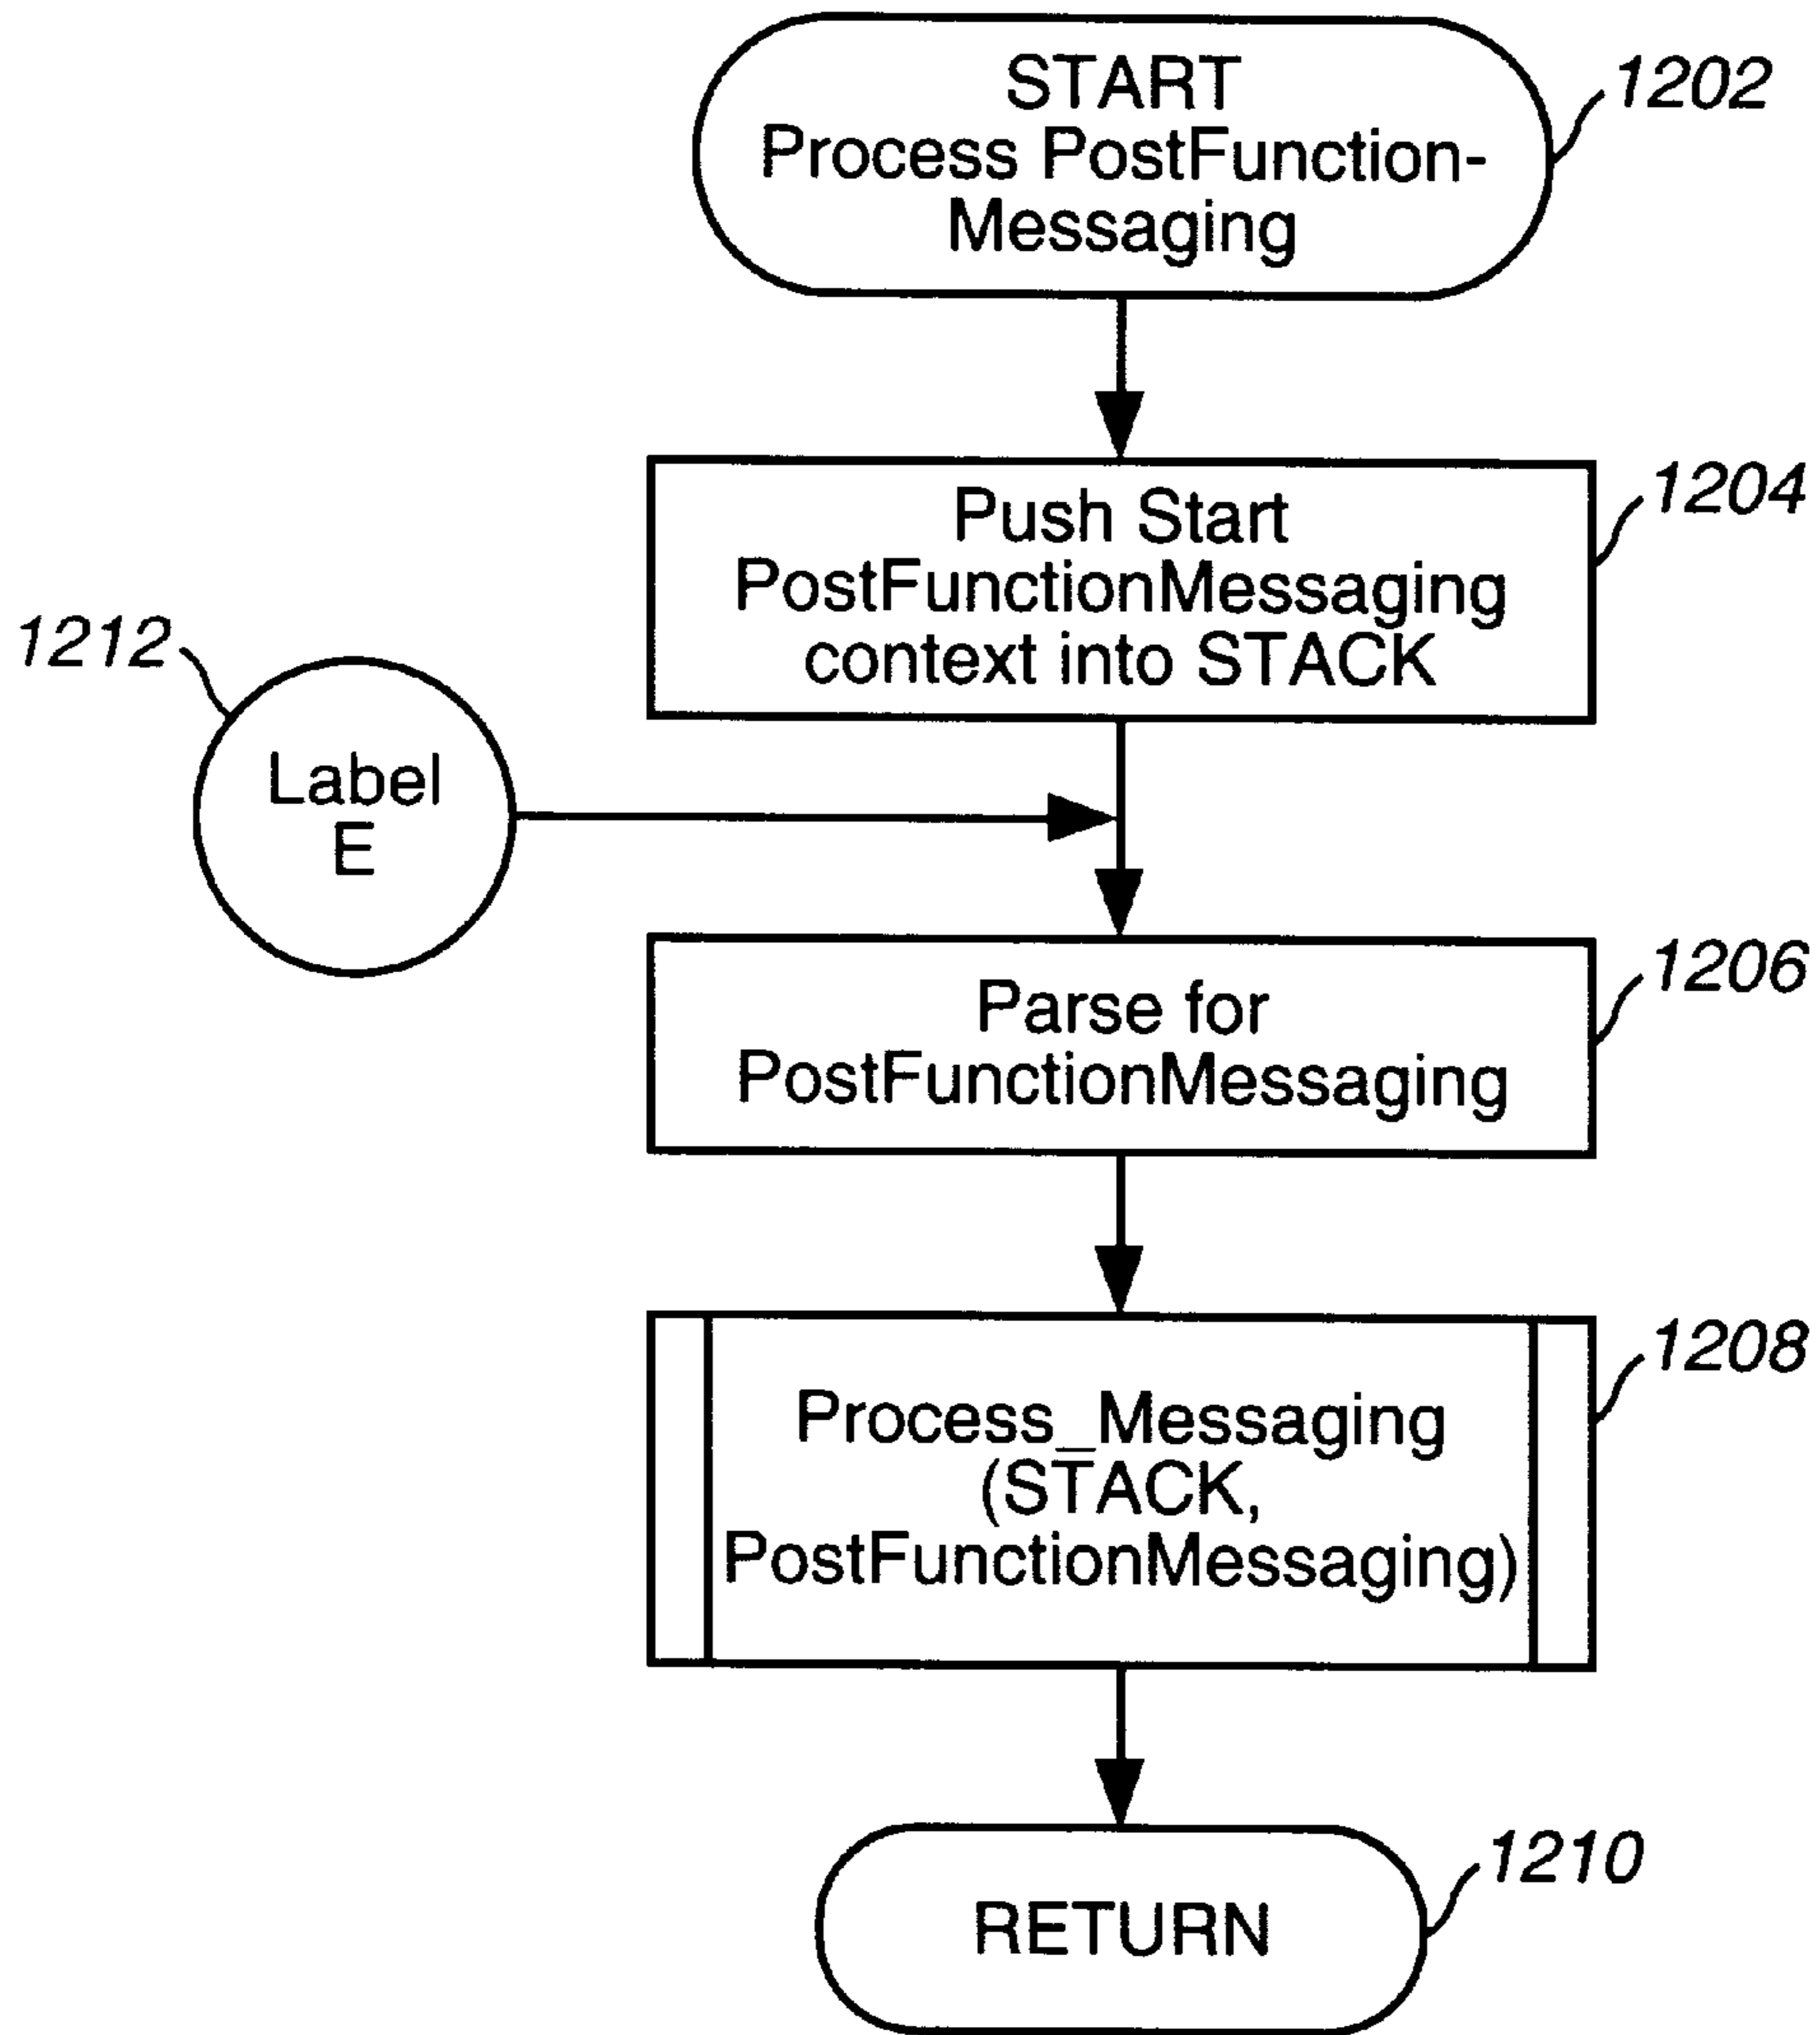 START
Process PostFunction-
Messaging
1202
Push Start
PostFunctionMessaging
context into STACK
1204
1212
Label
E
Parse for
PostFunctionMessaging
1206
Process_Messaging
(STACK,
PostFunctionMessaging)
1208
RETURN
1210